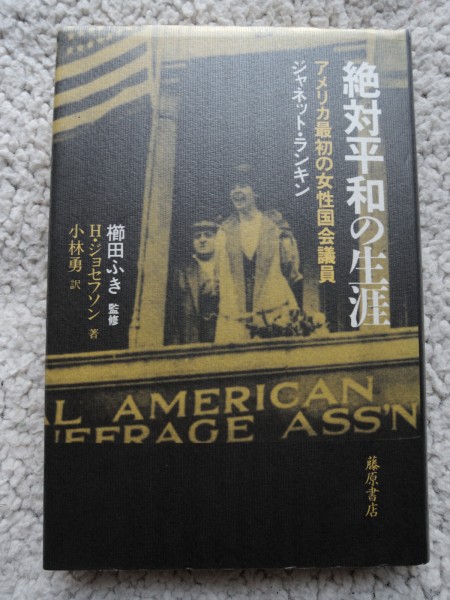 絶対平和の生涯
アメリカ最初の女性国会議員
ジャネット・ランキン
櫛田ふき 監修
H・ジョセフソン 著
小林勇 訳
AL AMERICAN
UFFRAGE ASS'N
藤原書店